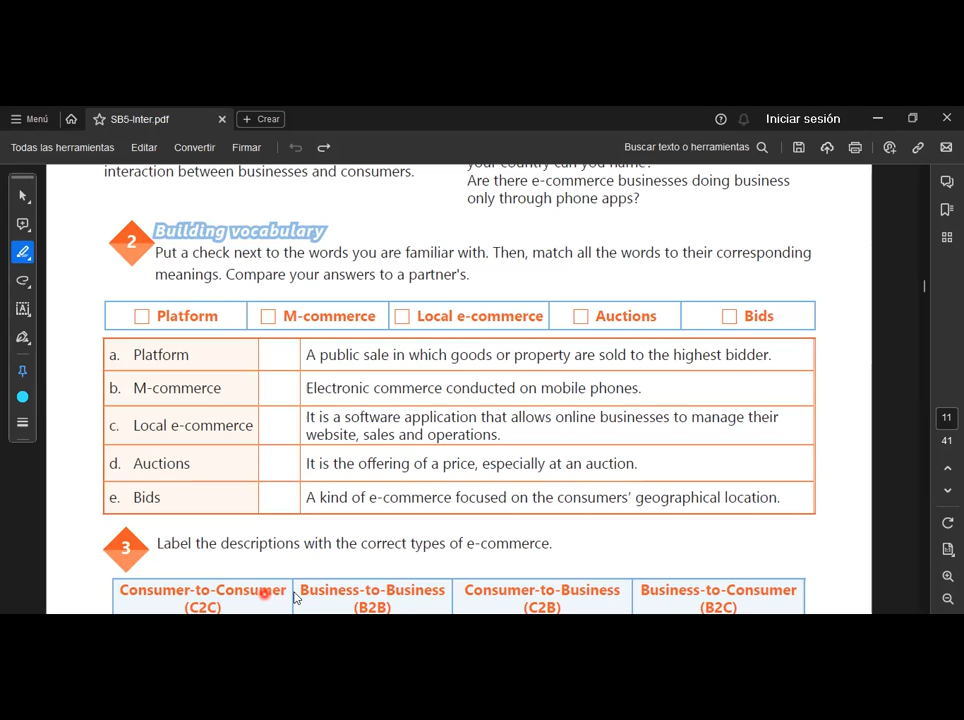 Menú
SB5-Inter.pdf
Crear
Iniciar sesión
Todas las herramientas
Editar
Convertir
Firmar
Buscar texto o herramientas
interaction between businesses and consumers.
your country can you name?
Are there e-commerce businesses doing business
only through phone apps?
2
Building vocabulary
Put a check next to the words you are familiar with. Then, match all the words to their corresponding
meanings. Compare your answers to a partner's.
Platform
M-commerce
Local e-commerce
Auctions
Bids
a. Platform
A public sale in which goods or property are sold to the highest bidder.
b. M-commerce
Electronic commerce conducted on mobile phones.
c. Local e-commerce
It is a software application that allows online businesses to manage their
website, sales and operations.
d. Auctions
It is the offering of a price, especially at an auction.
e. Bids
A kind of e-commerce focused on the consumers' geographical location.
3
Label the descriptions with the correct types of e-commerce.
Consumer-to-Consumer
(C2C)
Business-to-Business
(B2B)
Consumer-to-Business
(C2B)
Business-to-Consumer
(B2C)
11
41